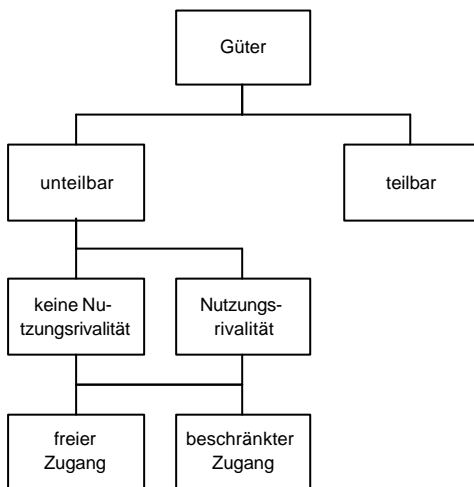 Güter
unteilbar
teilbar
keine Nu-
tzungsrivalität
Nutzungs-
rivalität
freier
Zugang
beschränkter
Zugang